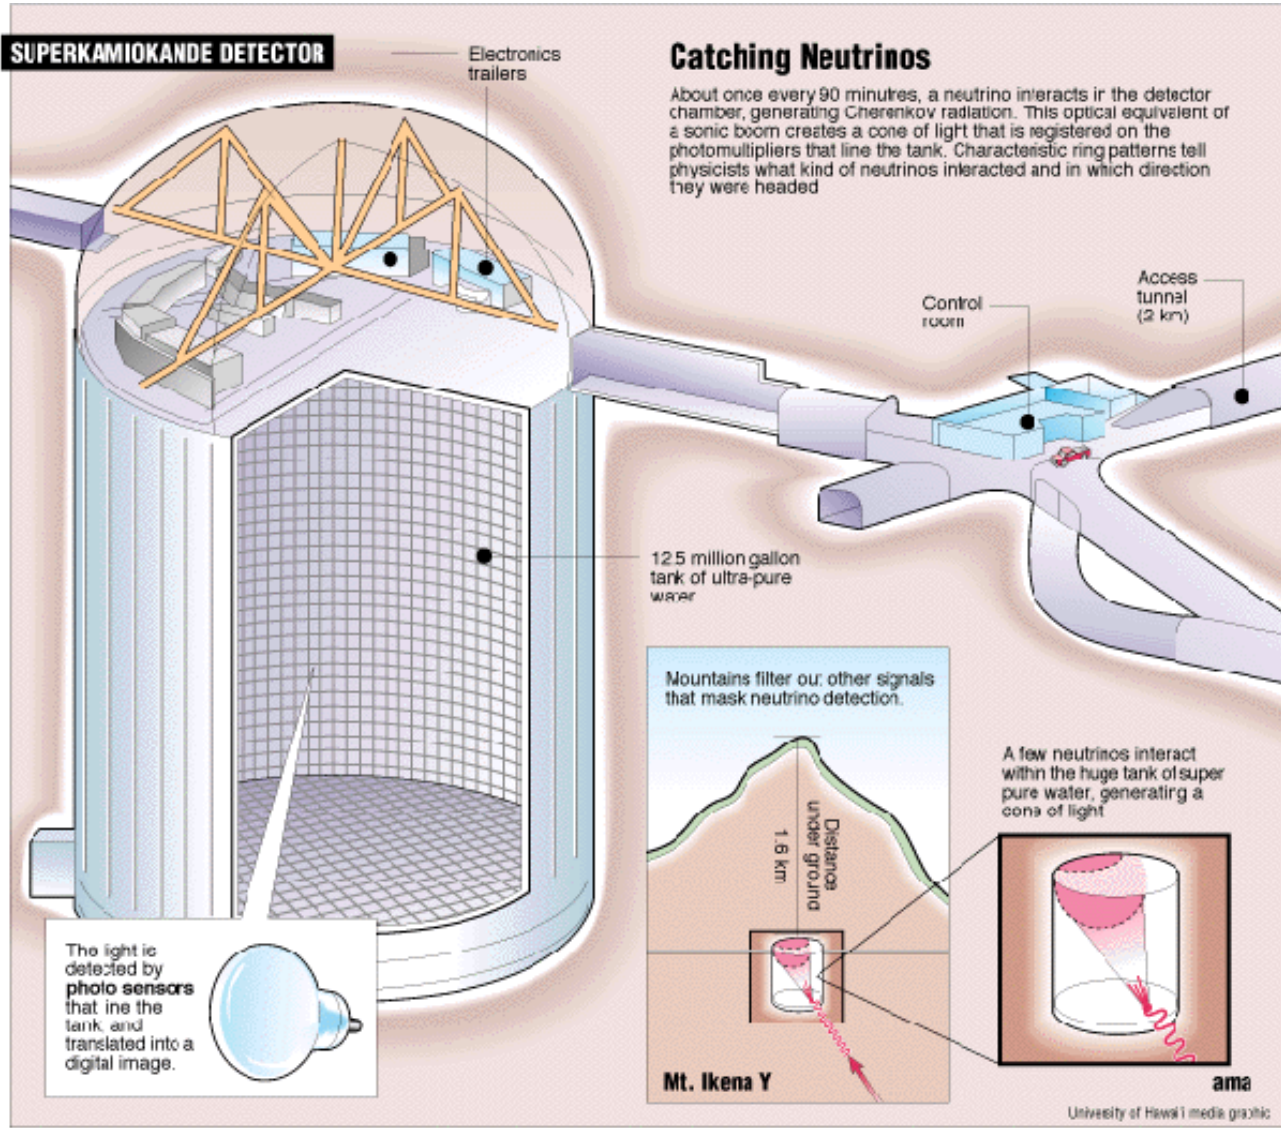 SUPERKAMIOKANDE DETECTOR
Electronics
trailers
Catching Neutrinos
About once every 90 minutes, a neutrino interacts in the detector
chamber, generating Cherenkov radiation. This optical equivalent of
a sonic boom creates a cone of light that is registered on the
photomultipliers that line the tank. Characteristic ring patterns tell
physicists what kind of neutrinos interacted and in which direction
they were headed
Control
room
Access
tunnel
(2 km)
12.5 million gallon
tank of ultra-pure
water
Mountains filter out other signals
that mask neutrino detection.
Distance
under ground
1.6 km
Mt. Ikena Y
A few neutrinos interact
within the huge tank of super
pure water, generating a
cone of light
ama
The light is
detected by
photo sensors
that line the
tank, and
translated into a
digital image.
University of Hawai'i media graphic